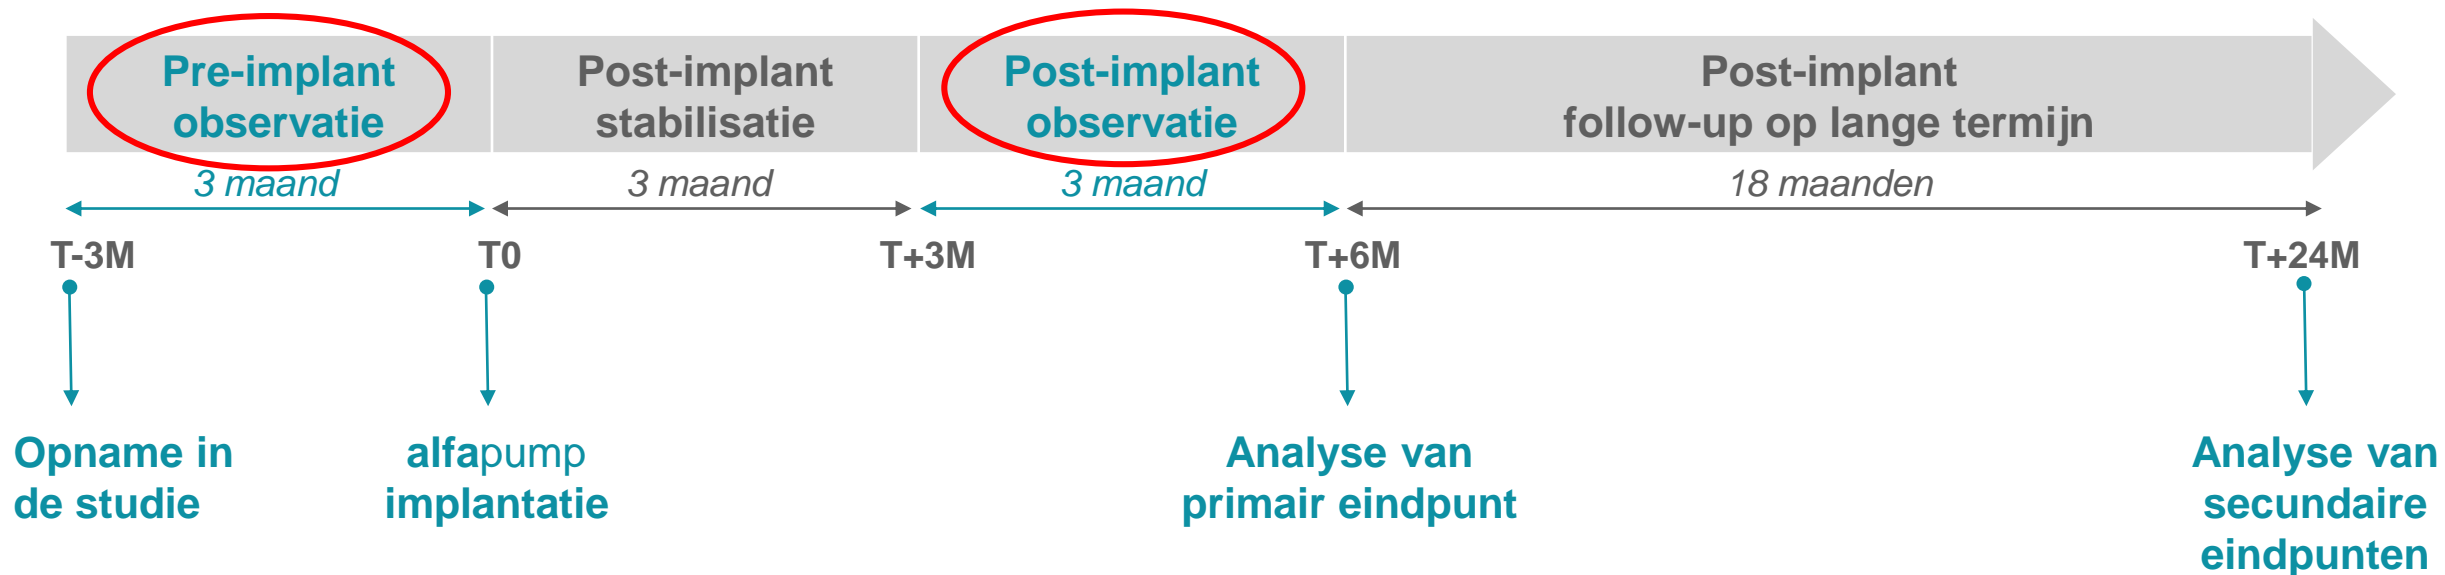 Pre-implant
observatie
Post-implant
stabilisatie
Post-implant
observatie
Post-implant
follow-up op lange termijn
3 maand
3 maand
3 maand
18 maanden
T-3M
T0
T+3M
T+6M
T+24M
Opname in
de studie
alfapump
implantatie
Analyse van
primair eindpunt
Analyse van
secundaire
eindpunten